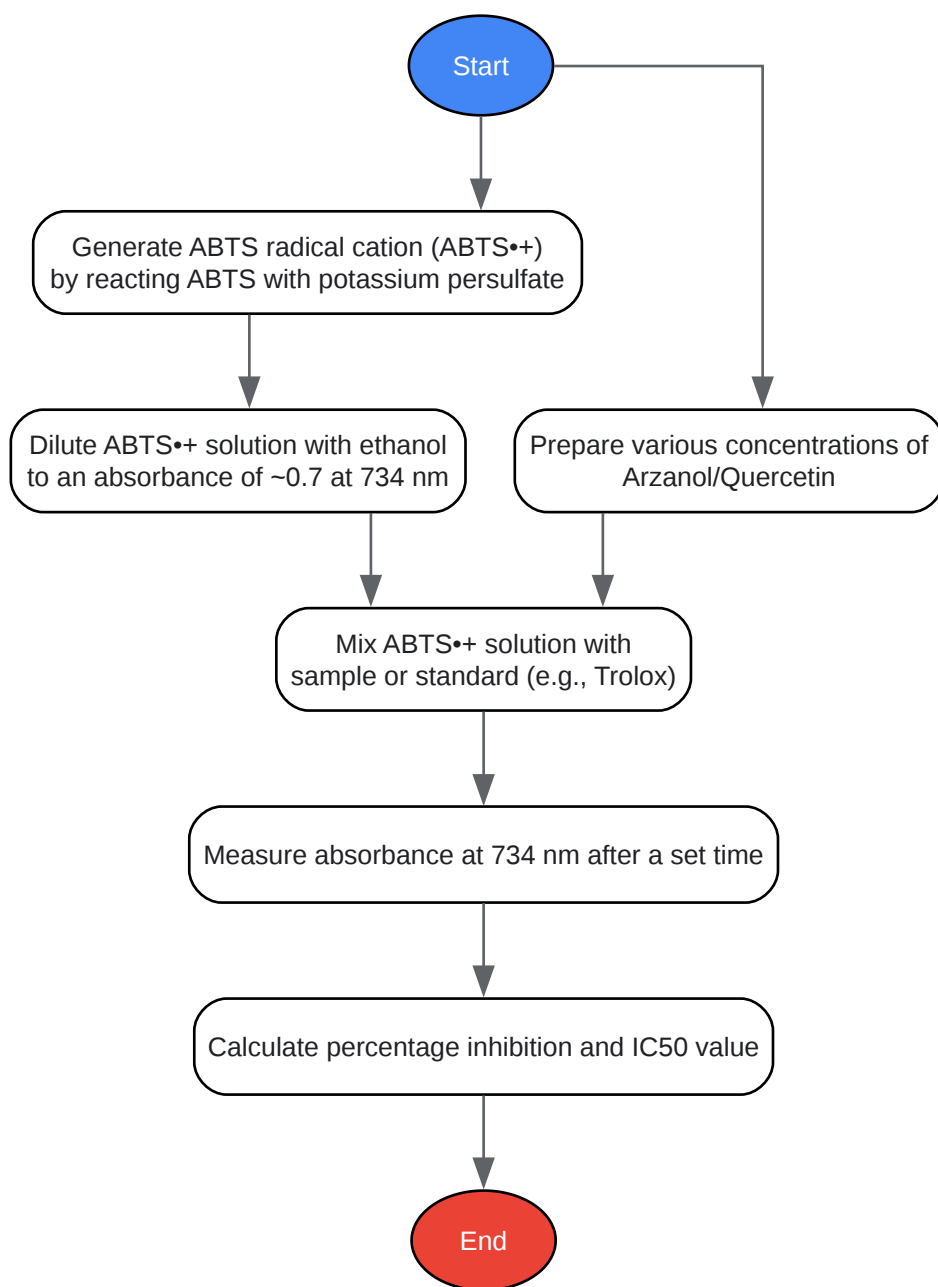 Start
Generate ABTS radical cation (ABTS•+)
by reacting ABTS with potassium persulfate
Dilute ABTS•+ solution with ethanol
to an absorbance of ~0.7 at 734 nm
Prepare various concentrations of
Arzanol/Quercetin
Mix ABTS•+ solution with
sample or standard (e.g., Trolox)
Measure absorbance at 734 nm after a set time
Calculate percentage inhibition and IC50 value
End